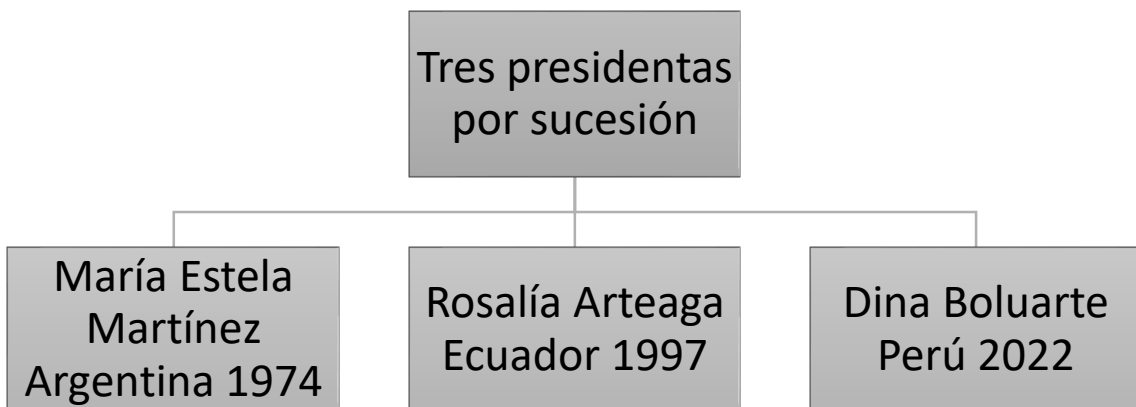 Tres presidentas
por sucesión
María Estela
Martínez
Argentina 1974
Rosalía Arteaga
Ecuador 1997
Dina Boluarte
Perú 2022